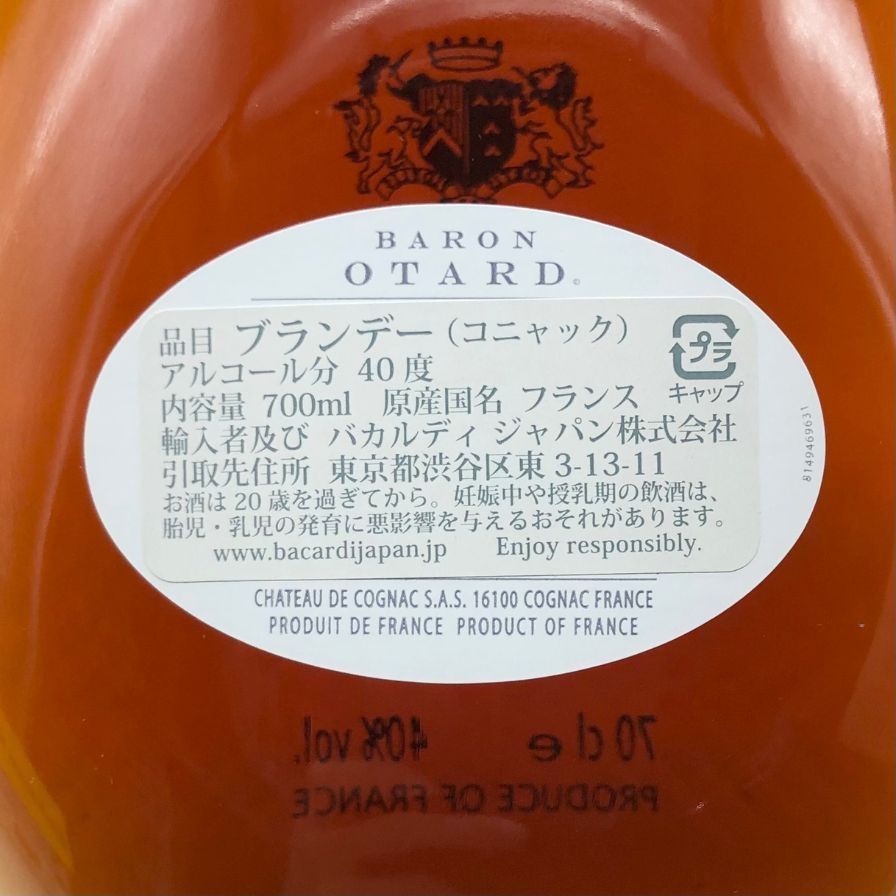 BARON
OTARD
品目 ブランデー(コニャック)
アルコール分 40度
内容量 700ml 原産国名 フランス
プラ
キャップ
輸入者及び バカルディ ジャパン株式会社
引取先住所 東京都渋谷区東3-13-11
お酒は20歳を過ぎてから。妊娠中や授乳期の飲酒は、
胎児・乳児の発育に悪影響を与えるおそれがあります。
www.bacardijapan.jp Enjoy responsibly.
8149469631
CHATEAU DE COGNAC S.A.S. 16100 COGNAC FRANCE
PRODUIT DE FRANCE PRODUCT OF FRANCE
70 cl e 40% vol.
PRODUCE OF FRANCE